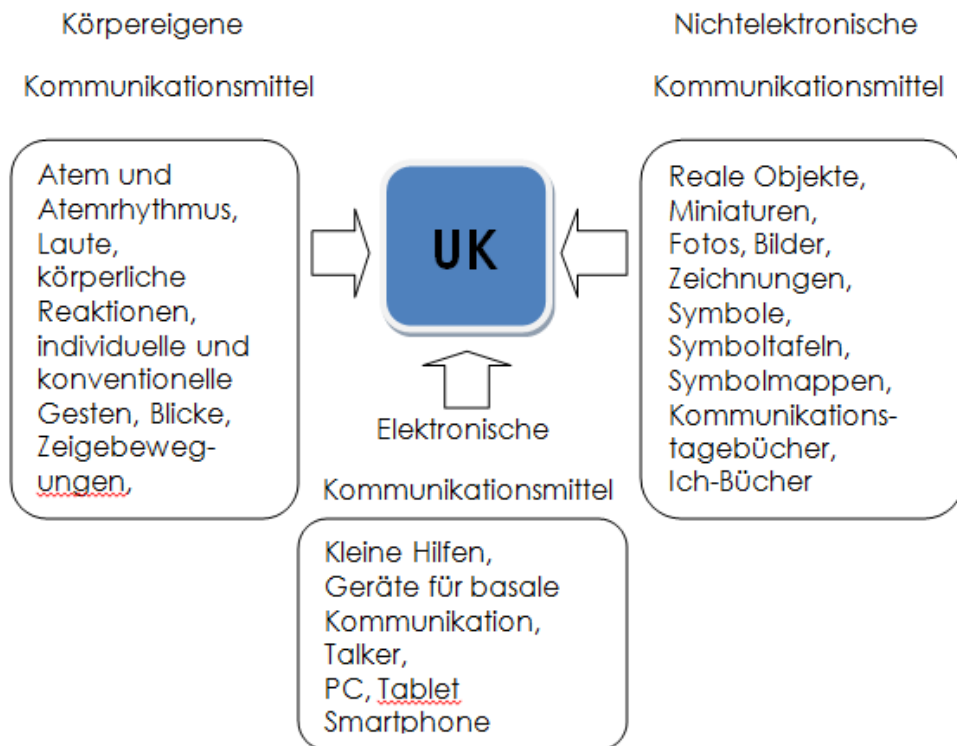 Körpereigene
Kommunikationsmittel
Atem und
Atemrhythmus,
Laute,
körperliche
Reaktionen,
individuelle und
konventionelle
Gesten, Blicke,
Zeigebeweg-
ungen,
UK
Nichtelektronische
Kommunikationsmittel
Reale Objekte,
Miniaturen,
Fotos, Bilder,
Zeichnungen,
Symbole,
Symboltafeln,
Symbolmappen,
Kommunikations-
tagebücher,
Ich-Bücher
Elektronische
Kommunikationsmittel
Kleine Hilfen,
Geräte für basale
Kommunikation,
Talker,
PC, Tablet
Smartphone